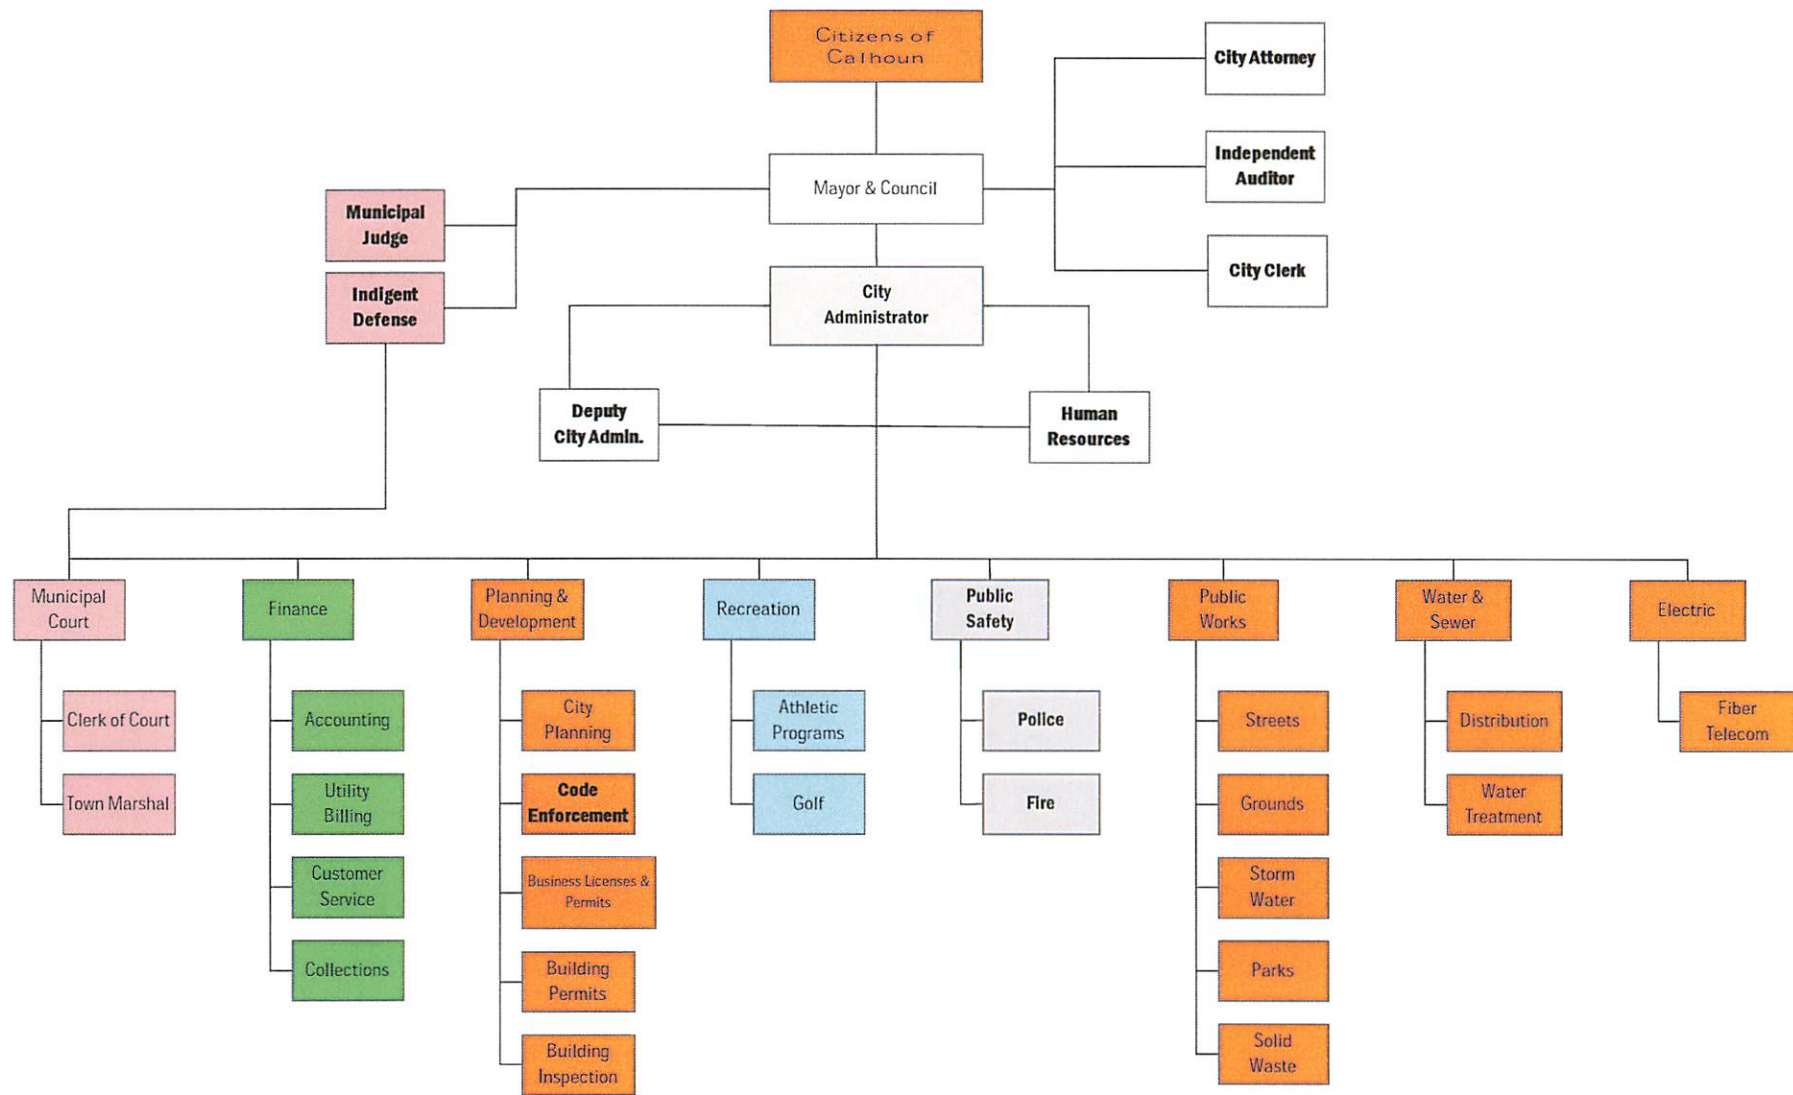 Citizens of
Calhoun
City Attorney
Independent
Auditor
Mayor & Council
Municipal
Judge
City Clerk
Indigent
Defense
City
Administrator
Deputy
City Admin.
Human
Resources
Municipal
Court
Finance
Planning &
Development
Recreation
Public
Safety
Public
Works
Water &
Sewer
Electric
Clerk of Court
Town Marshal
Accounting
Utility
Billing
Customer
Service
Collections
City
Planning
Code
Enforcement
Business Licenses &
Permits
Building
Permits
Building
Inspection
Athletic
Programs
Golf
Police
Fire
Streets
Grounds
Storm
Water
Parks
Solid
Waste
Distribution
Water
Treatment
Fiber
Telecom